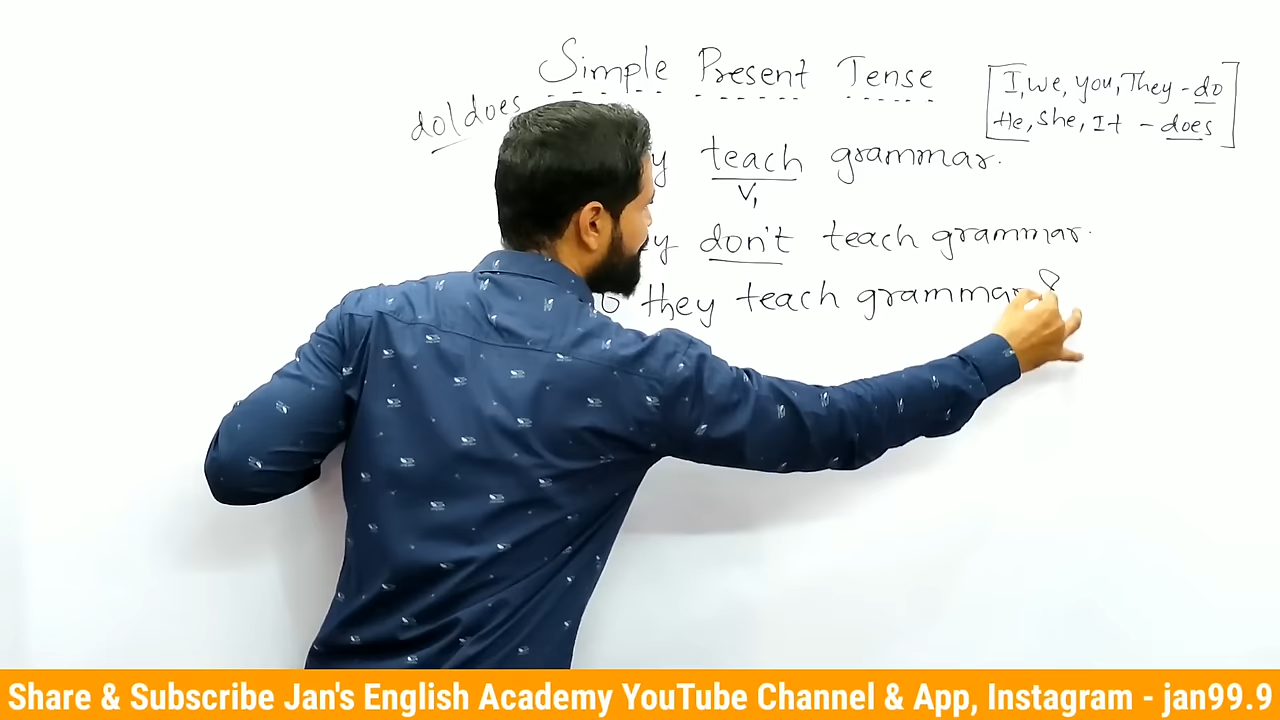 Simple Present Tense
do/does
I, we, you, They - do
He, she, It - does
teach grammar.
V1
don't teach grammar.
they teach grammar
Share & Subscribe Jan's English Academy YouTube Channel & App, Instagram - jan99.9